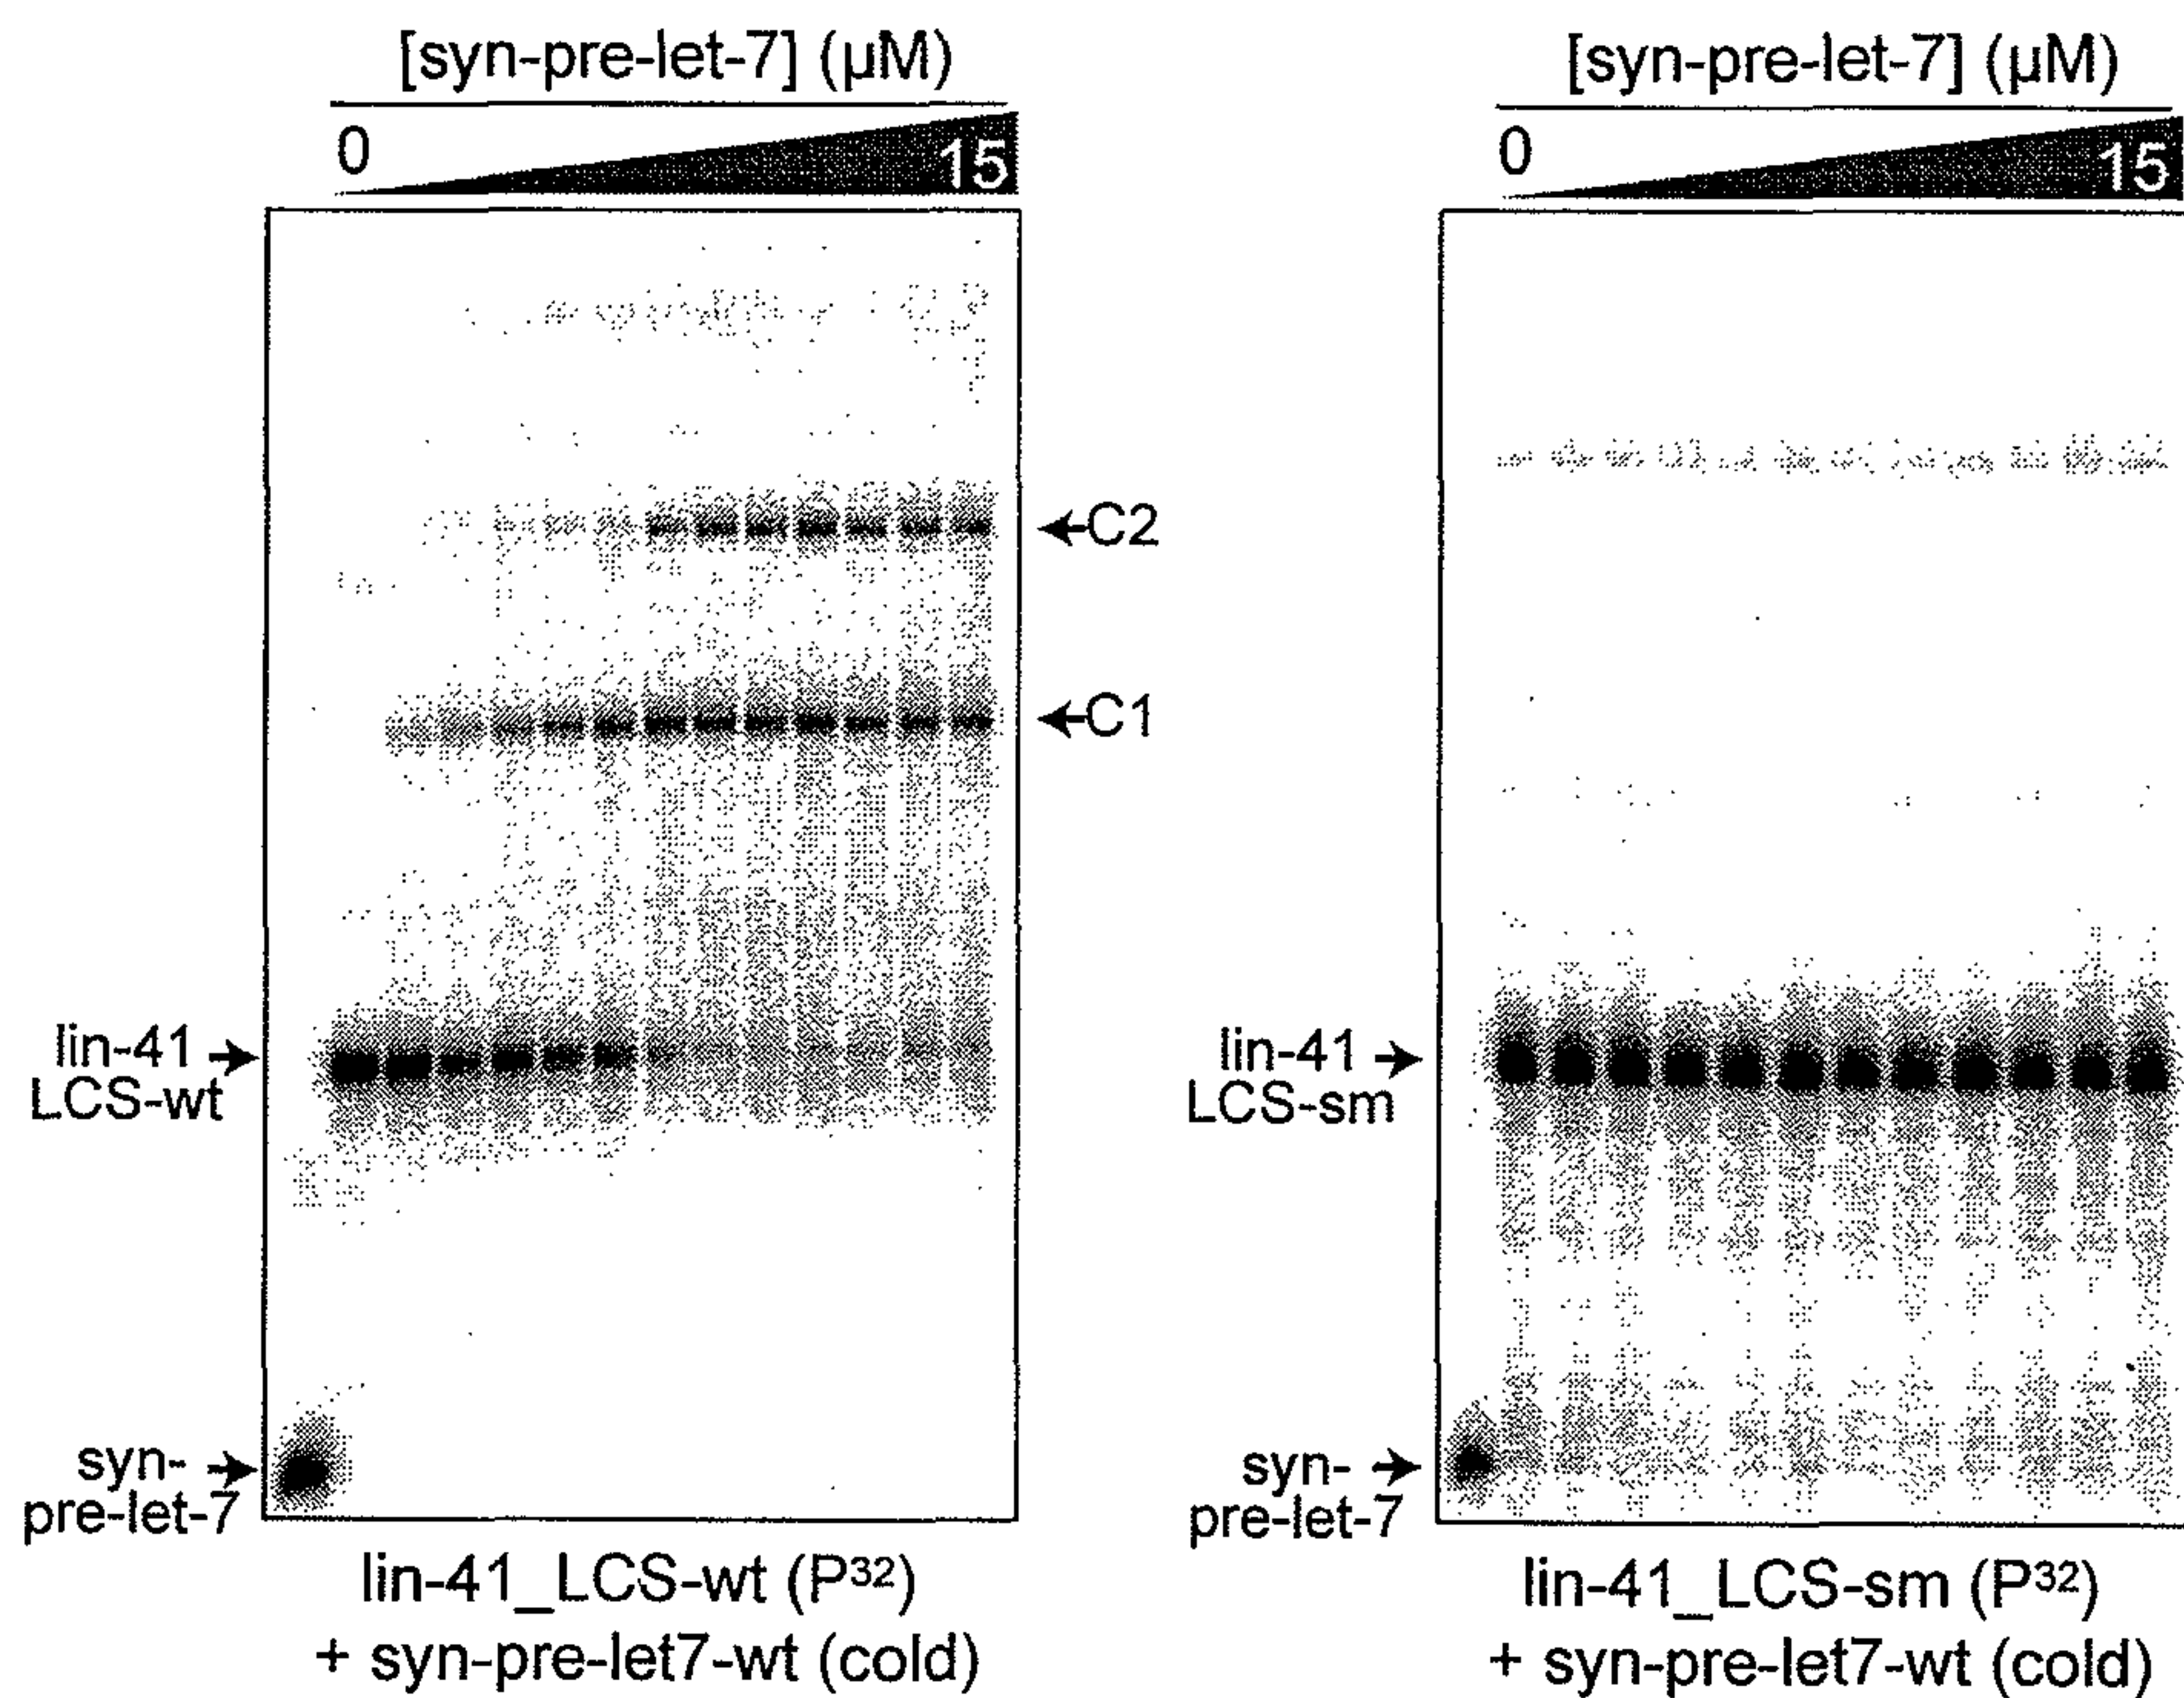 [syn-pre-let-7] (µM)
0
15
C2
C1
lin-41
LCS-wt
syn-
pre-let-7
lin-41_LCS-wt (P³²)
+ syn-pre-let7-wt (cold)
[syn-pre-let-7] (µM)
0
15
lin-41
LCS-sm
syn-
pre-let-7
lin-41_LCS-sm (P³²)
+ syn-pre-let7-wt (cold)